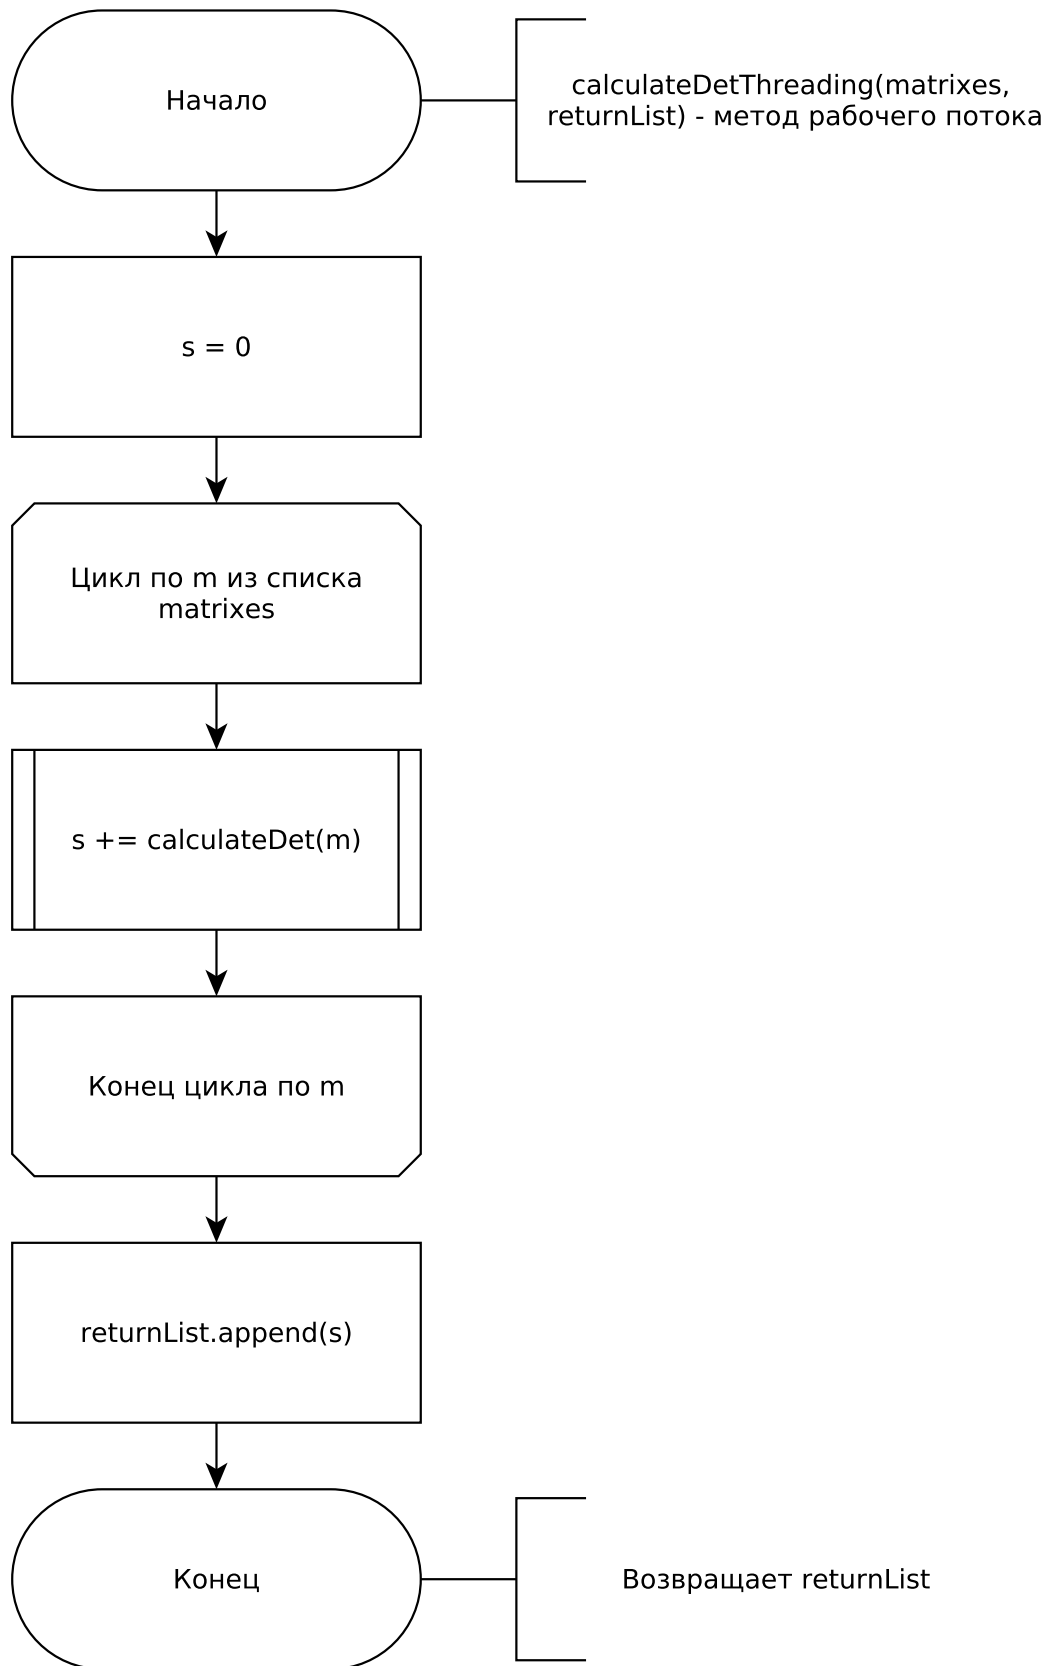 Начало
calculateDetThreading(matrixes,
returnList) - метод рабочего потока
s = 0
Цикл по m из списка
matrixes
s += calculateDet(m)
Конец цикла по m
returnList.append(s)
Конец
Возвращает returnList